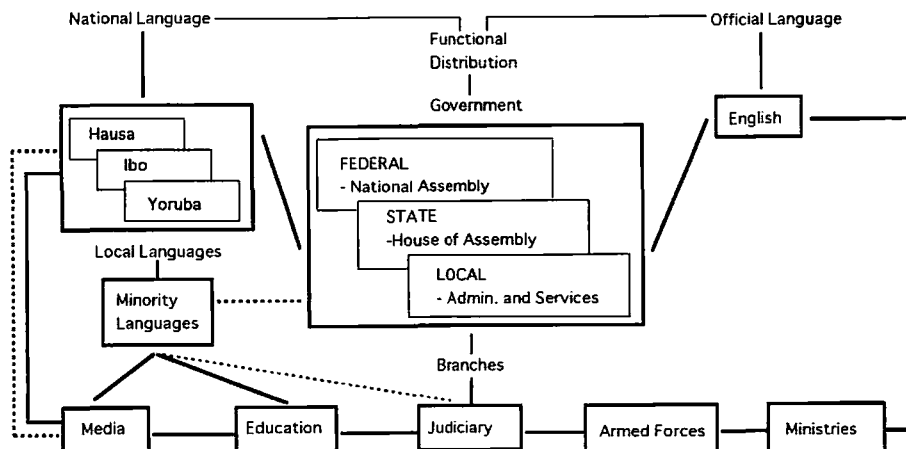 National Language
Official Language
Functional
Distribution
Government
Hausa
Ibo
Yoruba
FEDERAL
- National Assembly
STATE
-House of Assembly
LOCAL
- Admin. and Services
English
Local Languages
Minority
Languages
Branches
Media
Education
Judiciary
Armed Forces
Ministries